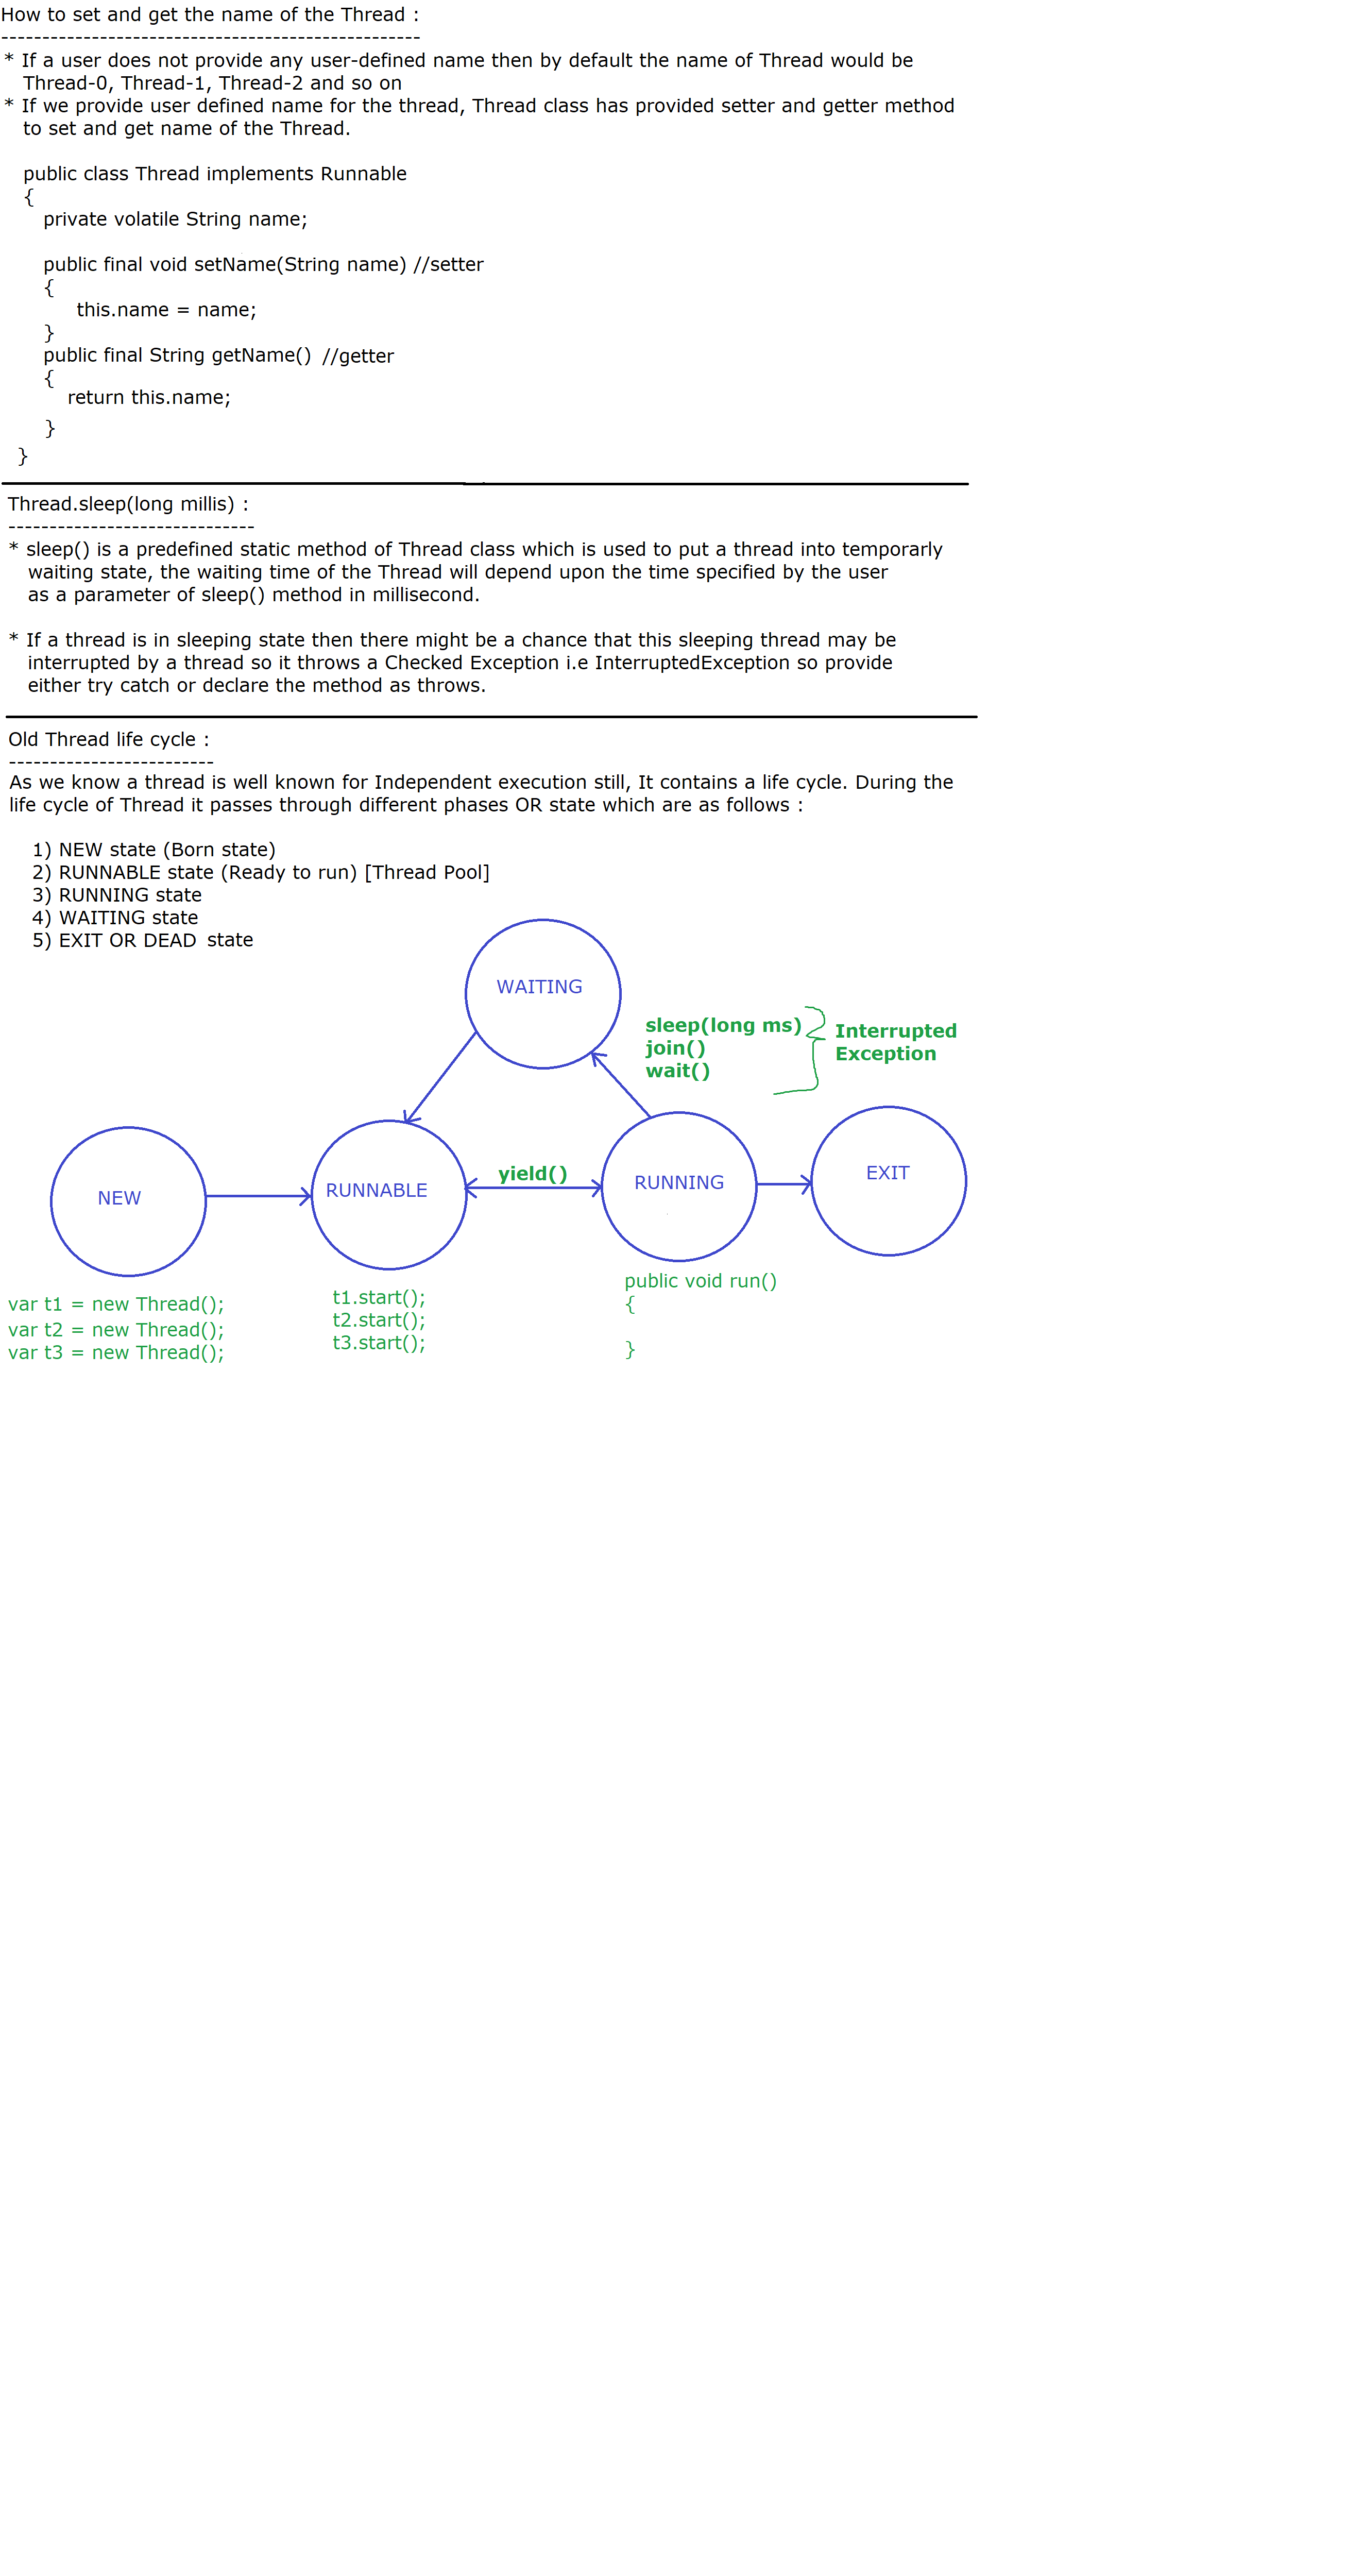 How to set and get the name of the Thread :
---------------------------------------------------
* If a user does not provide any user-defined name then by default the name of Thread would be
Thread-0, Thread-1, Thread-2 and so on
* If we provide user defined name for the thread, Thread class has provided setter and getter method
to set and get name of the Thread.
public class Thread implements Runnable
{
private volatile String name;
public final void setName(String name) //setter
{
this.name = name;
}
public final String getName() //getter
{
return this.name;
}
}
Thread.sleep(long millis) :
------------------------------
* sleep() is a predefined static method of Thread class which is used to put a thread into temporarly
waiting state, the waiting time of the Thread will depend upon the time specified by the user
as a parameter of sleep() method in millisecond.
* If a thread is in sleeping state then there might be a chance that this sleeping thread may be
interrupted by a thread so it throws a Checked Exception i.e InterruptedException so provide
either try catch or declare the method as throws.
Old Thread life cycle :
-------------------------
As we know a thread is well known for Independent execution still, It contains a life cycle. During the
life cycle of Thread it passes through different phases OR state which are as follows :
1) NEW state (Born state)
2) RUNNABLE state (Ready to run) [Thread Pool]
3) RUNNING state
4) WAITING state
5) EXIT OR DEAD state
WAITING
sleep(long ms)
join()
wait()
Interrupted
Exception
NEW
RUNNABLE
yield()
RUNNING
EXIT
var t1 = new Thread();
var t2 = new Thread();
var t3 = new Thread();
t1.start();
t2.start();
t3.start();
public void run()
{
}